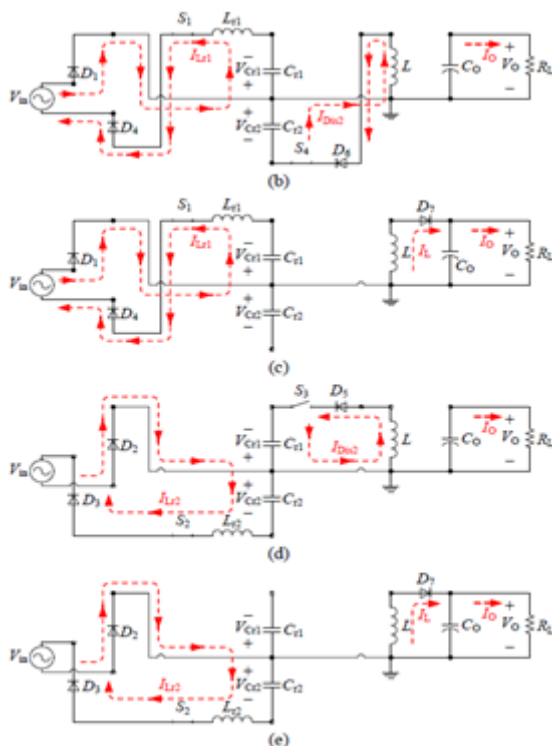 S1 Lr1
D1 ILr1 VCr1 Cr1 L CO IO VO RL
Vin
D4 VCr2 Cr2 IDm2
S4 D6
(b)
S1 Lr1 D7
D1 ILr1 VCr1 Cr1 L IL CO IO VO RL
Vin
D4 VCr2 Cr2
(c)
S3 D5
D2 VCr1 Cr1 IDm2 L CO IO VO RL
Vin
D3 ILr2 VCr2 Cr2
S2 Lr2
(d)
D7
D2 VCr1 Cr1 L IL CO IO VO RL
Vin
D3 ILr2 VCr2 Cr2
S2 Lr2
(e)